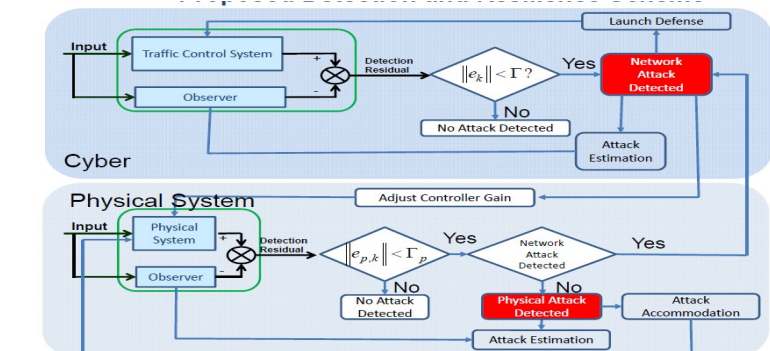 Launch Defense
Input
Traffic Control System
+
Detection
Residual
‖e_k‖ < Γ ?
Yes
Network
Attack
Detected
Observer
-
No
No Attack Detected
Attack
Estimation
Cyber
Physical System
Adjust Controller Gain
Input
Physical
System
+
Detection
Residual
‖e_{p,k}‖ < Γ_p
Yes
Network
Attack
Detected
Yes
Observer
-
No
No Attack
Detected
No
Physical Attack
Detected
Attack
Accommodation
Attack Estimation